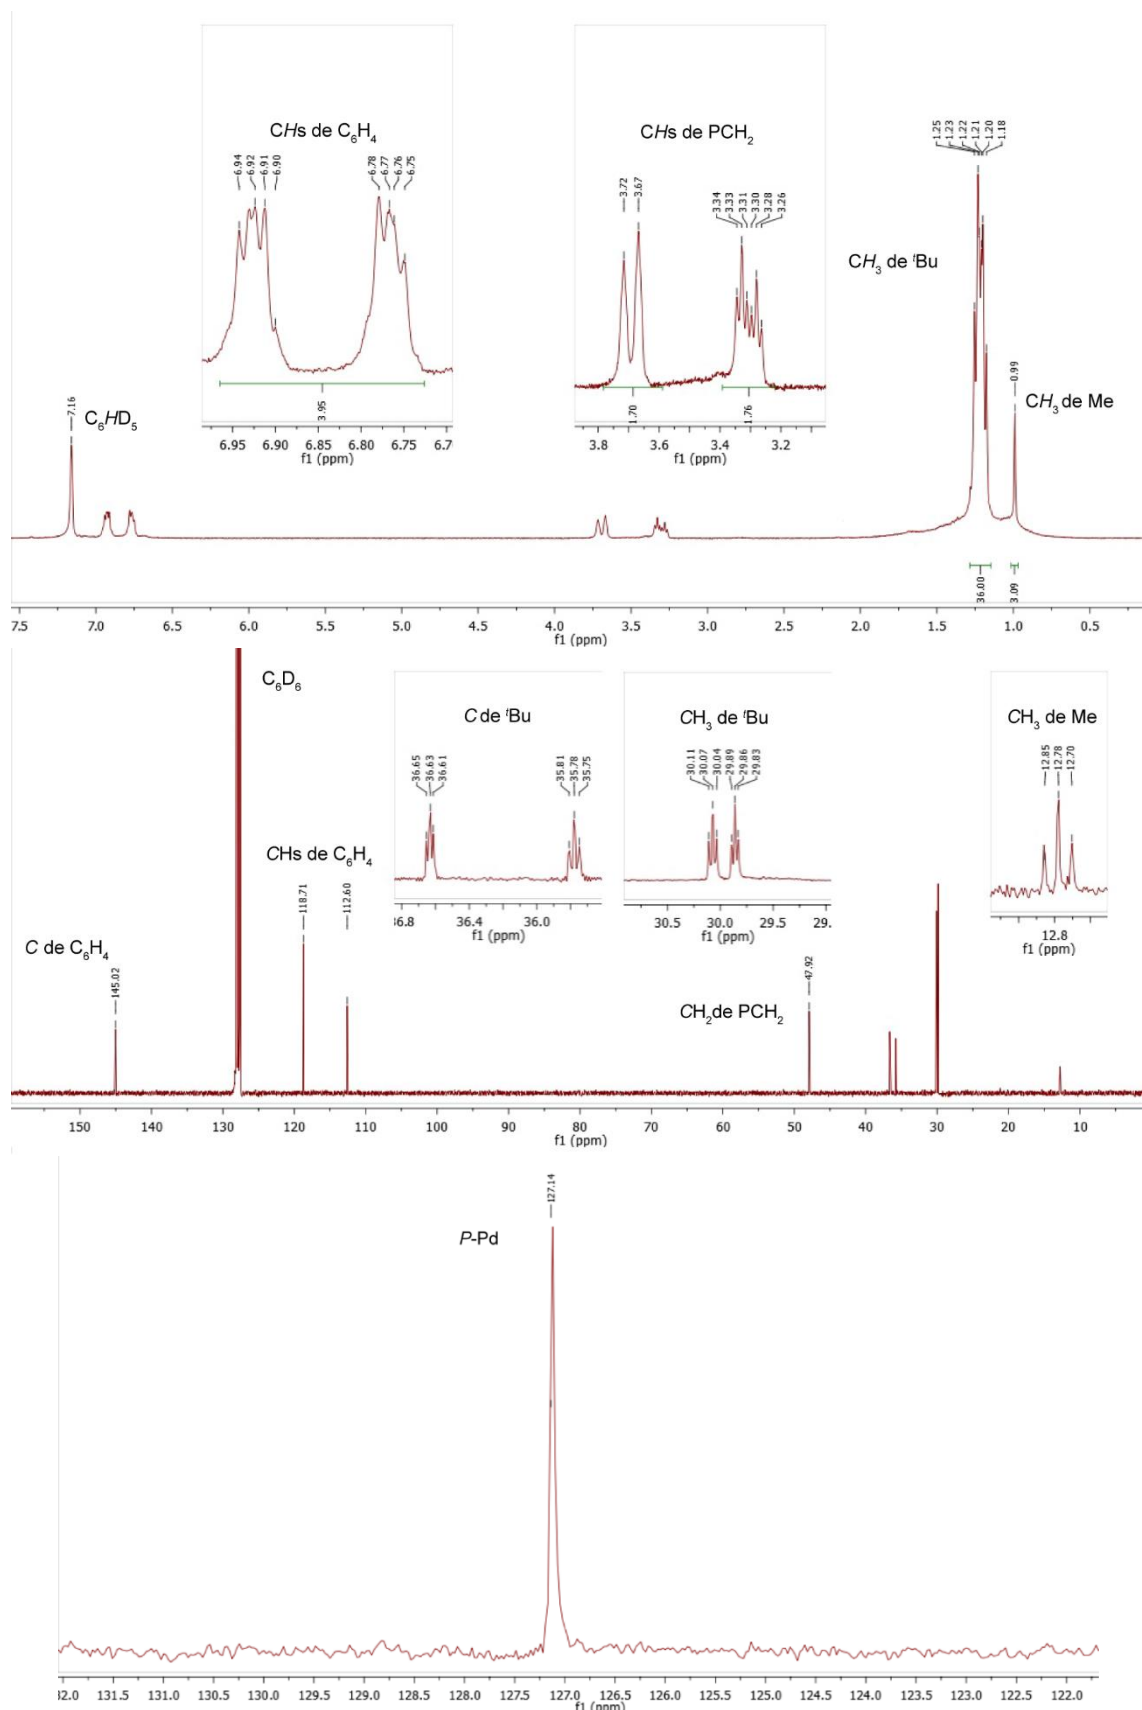 CHs de C6H4
6.94
6.92
6.91
6.90
6.78
6.77
6.76
6.75
3.95
6.95 6.90 6.85 6.80 6.75 6.7
f1 (ppm)
CHs de PCH2
3.72
3.67
3.34
3.33
3.31
3.30
3.28
3.26
1.70
1.76
3.8 3.6 3.4 3.2
f1 (ppm)
1.25
1.23
1.22
1.21
1.20
1.18
CH3 de tBu
0.99
CH3 de Me
7.16
C6HD5
36.00
3.09
7.5 7.0 6.5 6.0 5.5 5.0 4.5 4.0 3.5 3.0 2.5 2.0 1.5 1.0 0.5
f1 (ppm)
C6D6
C de tBu
36.65
36.63
36.61
35.81
35.78
35.75
36.8 36.4 36.0
f1 (ppm)
CH3 de tBu
30.11
30.07
30.04
29.89
29.86
29.83
30.5 30.0 29.5 29.
f1 (ppm)
CH3 de Me
12.85
12.78
12.70
12.8
f1 (ppm)
CHs de C6H4
118.71
112.60
C de C6H4
145.02
CH2de PCH2
47.92
150 140 130 120 110 100 90 80 70 60 50 40 30 20 10
f1 (ppm)
127.14
P-Pd
32.0 131.5 131.0 130.5 130.0 129.5 129.0 128.5 128.0 127.5 127.0 126.5 126.0 125.5 125.0 124.5 124.0 123.5 123.0 122.5 122.0
f1 (ppm)